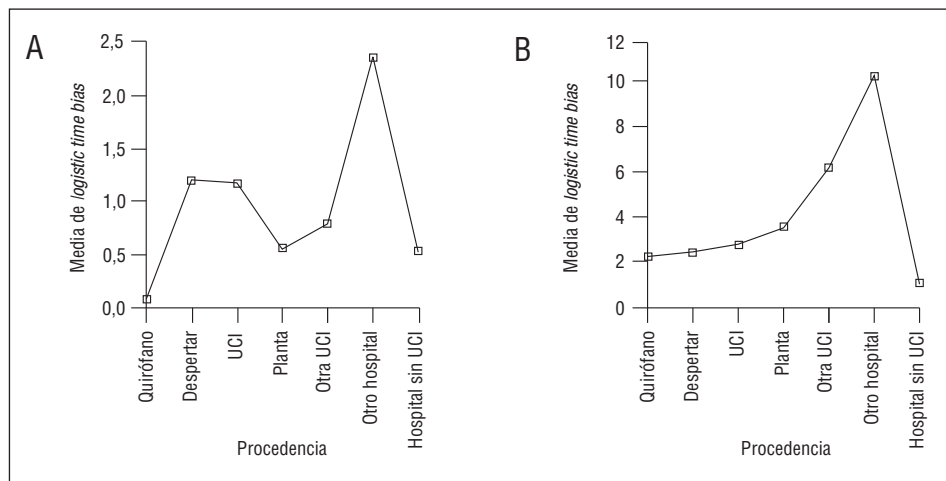 A
Media de logistic time bias
2,5
2,0
1,5
1,0
0,5
0,0
Quirófano
Despertar
UCI
Planta
Otra UCI
Otro hospital
Hospital sin UCI
Procedencia
B
Media de logistic time bias
12
10
8
6
4
2
0
Quirófano
Despertar
UCI
Planta
Otra UCI
Otro hospital
Hospital sin UCI
Procedencia